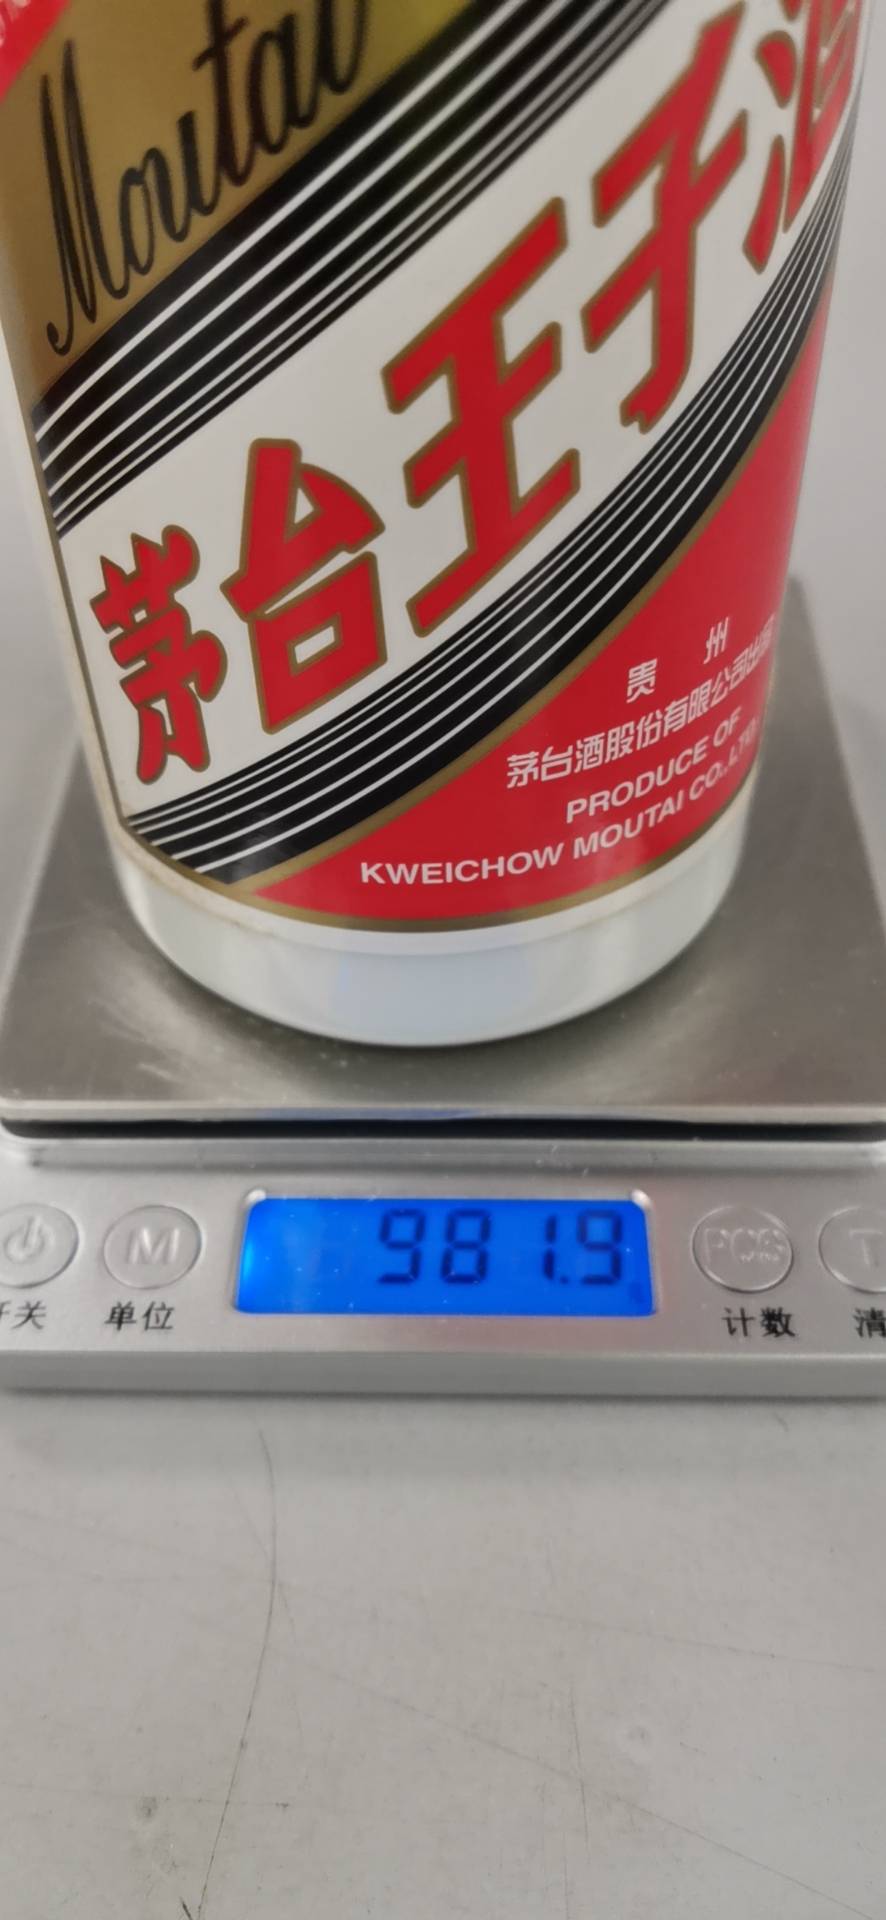 Moutai
茅台王子酒
贵州
茅台酒股份有限公司出品
PRODUCE OF
KWEICHOW MOUTAI CO.,LTD.
981.9
M
PCS
T
开关
单位
计数
清